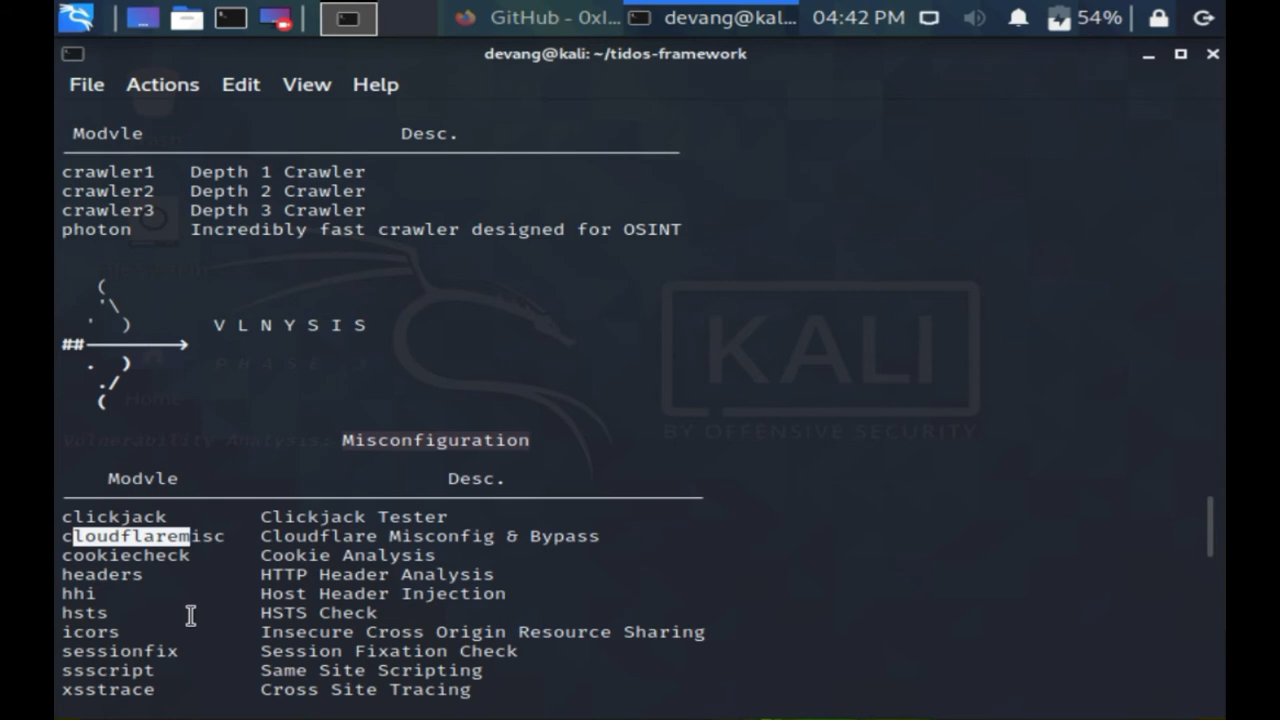 GitHub - 0xI... devang@kal... 04:42 PM 54%
devang@kali: ~/tidos-framework
File Actions Edit View Help
Modvle Desc.
crawler1 Depth 1 Crawler
crawler2 Depth 2 Crawler
crawler3 Depth 3 Crawler
photon Incredibly fast crawler designed for OSINT
V L N Y S I S
##
P H A S E
KALI
BY OFFENSIVE SECURITY
Home
Vulnerability Analysis: Misconfiguration
Modvle Desc.
clickjack Clickjack Tester
cloudflaremisc Cloudflare Misconfig & Bypass
cookiecheck Cookie Analysis
headers HTTP Header Analysis
hhi Host Header Injection
hsts HSTS Check
icors Insecure Cross Origin Resource Sharing
sessionfix Session Fixation Check
ssscript Same Site Scripting
xsstrace Cross Site Tracing